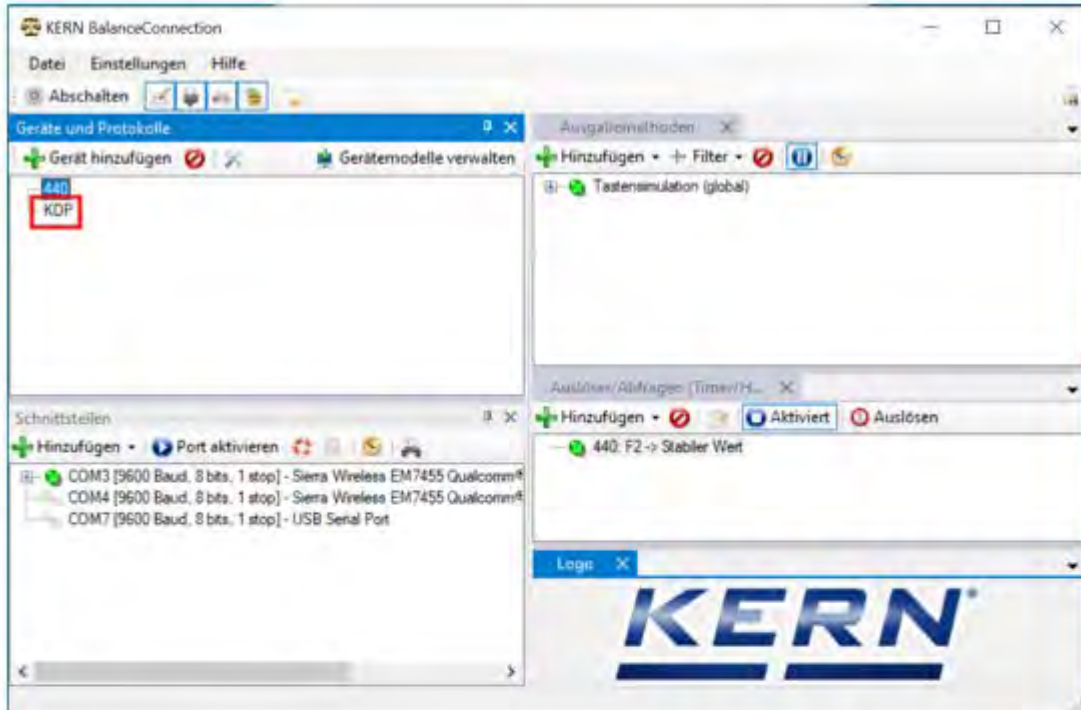 KERN BalanceConnection
Datei Einstellungen Hilfe
Abschalten
Geräte und Protokolle
Gerät hinzufügen Gerätemodelle verwalten
440
KDP
Schnittstellen
Hinzufügen Port aktivieren
COM3 [9600 Baud, 8 bits, 1 stop] - Sierra Wireless EM7455 Qualcomm®
COM4 [9600 Baud, 8 bits, 1 stop] - Sierra Wireless EM7455 Qualcomm®
COM7 [9600 Baud, 8 bits, 1 stop] - USB Serial Port
Ausgabemethoden
Hinzufügen Filter
Tastensimulation (global)
Auslöser/Abfragen (Timer/H...
Hinzufügen Aktiviert Auslösen
440: F2 -> Stabiler Wert
Logo
KERN